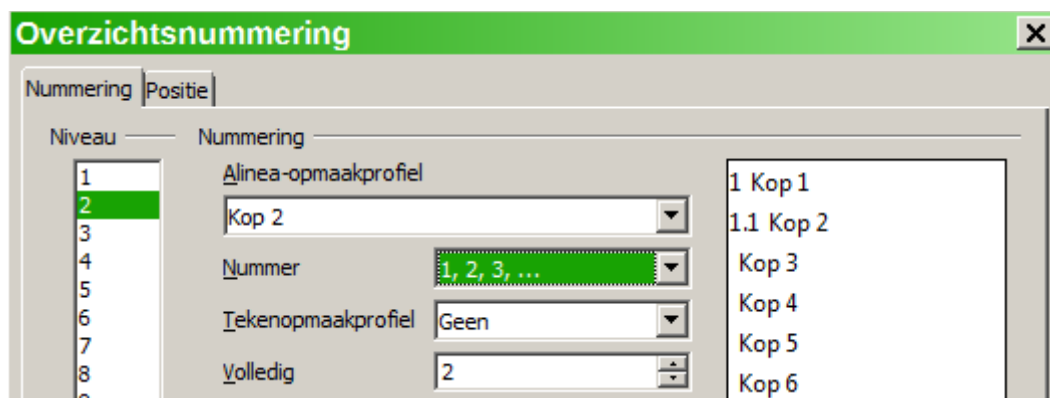 Overzichtsnummering
Nummering Positie
Niveau Nummering
1
2
3
4
5
6
7
8
Alinea-opmaakprofiel
Kop 2
Nummer 1, 2, 3, ...
Tekenopmaakprofiel Geen
Volledig 2
1 Kop 1
1.1 Kop 2
Kop 3
Kop 4
Kop 5
Kop 6